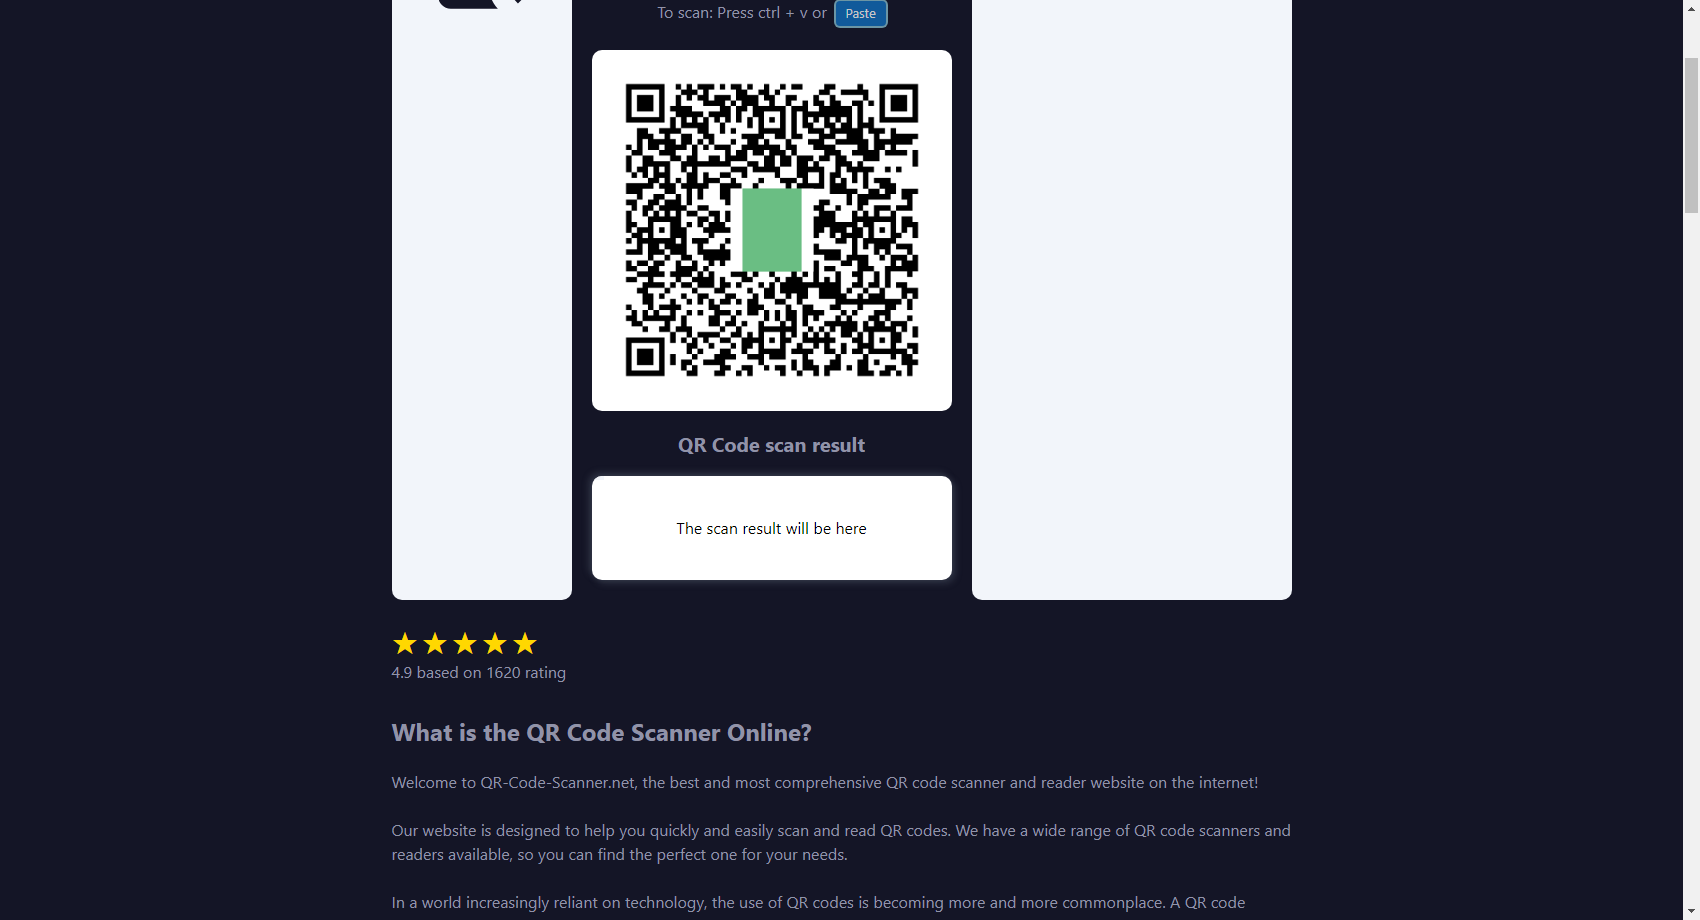 To scan: Press ctrl + v or Paste
QR Code scan result
The scan result will be here
4.9 based on 1620 rating
What is the QR Code Scanner Online?
Welcome to QR-Code-Scanner.net, the best and most comprehensive QR code scanner and reader website on the internet!
Our website is designed to help you quickly and easily scan and read QR codes. We have a wide range of QR code scanners and
readers available, so you can find the perfect one for your needs.
In a world increasingly reliant on technology, the use of QR codes is becoming more and more commonplace. A QR code